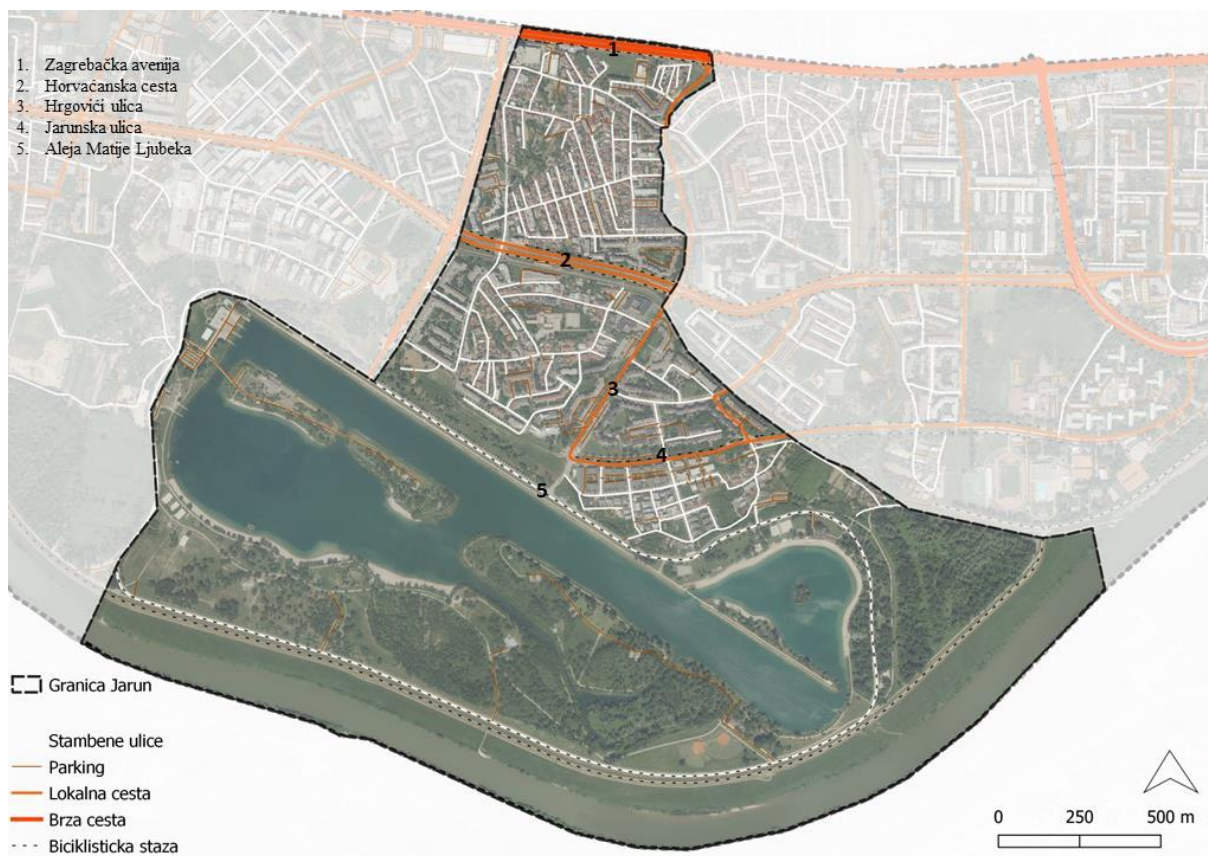 1. Zagrebačka avenija
2. Horvaćanska cesta
3. Hrgovići ulica
4. Jarunska ulica
5. Aleja Matije Ljubeka
1
2
3
4
5
Granica Jarun
Stambene ulice
Parking
Lokalna cesta
Brza cesta
Biciklisticka staza
0 250 500 m